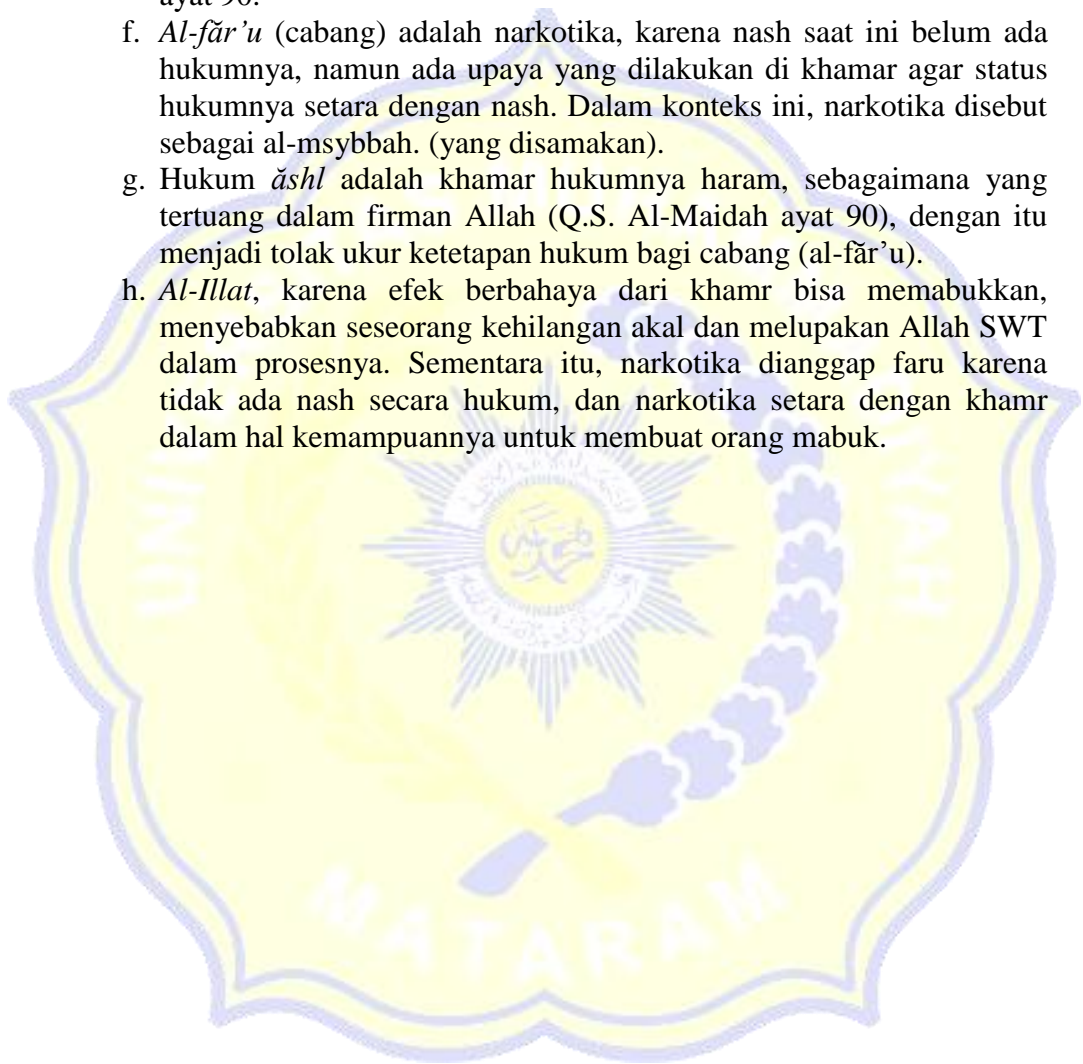 ayat 90.
f. Al-făr’u (cabang) adalah narkotika, karena nash saat ini belum ada
hukumnya, namun ada upaya yang dilakukan di khamar agar status
hukumnya setara dengan nash. Dalam konteks ini, narkotika disebut
sebagai al-msybbah. (yang disamakan).
g. Hukum ăshl adalah khamar hukumnya haram, sebagaimana yang
tertuang dalam firman Allah (Q.S. Al-Maidah ayat 90), dengan itu
menjadi tolak ukur ketetapan hukum bagi cabang (al-făr’u).
h. Al-Illat, karena efek berbahaya dari khamr bisa memabukkan,
menyebabkan seseorang kehilangan akal dan melupakan Allah SWT
dalam prosesnya. Sementara itu, narkotika dianggap faru karena
tidak ada nash secara hukum, dan narkotika setara dengan khamr
dalam hal kemampuannya untuk membuat orang mabuk.
MATARAM